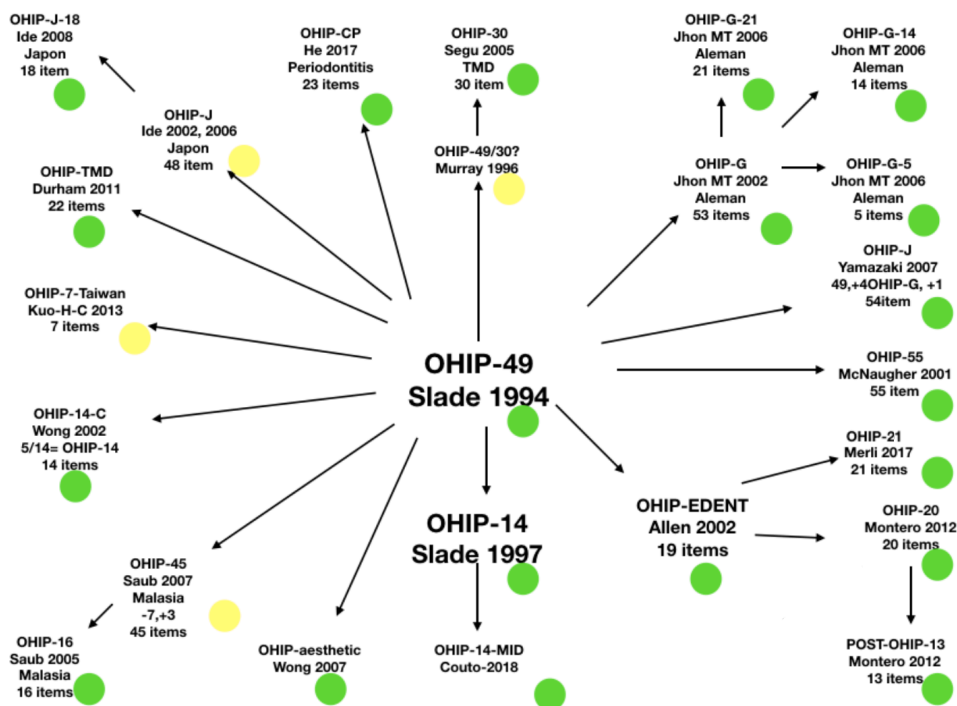 OHIP-J-18
Ide 2008
Japon
18 item
OHIP-CP
He 2017
Periodontitis
23 items
OHIP-30
Segu 2005
TMD
30 item
OHIP-G-21
Jhon MT 2006
Aleman
21 items
OHIP-G-14
Jhon MT 2006
Aleman
14 items
OHIP-J
Ide 2002, 2006
Japon
48 item
OHIP-49/30?
Murray 1996
OHIP-TMD
Durham 2011
22 items
OHIP-G
Jhon MT 2002
Aleman
53 items
OHIP-G-5
Jhon MT 2006
Aleman
5 items
OHIP-J
Yamazaki 2007
49,+4OHIP-G, +1
54item
OHIP-7-Taiwan
Kuo-H-C 2013
7 items
OHIP-49
Slade 1994
OHIP-55
McNaugher 2001
55 item
OHIP-14-C
Wong 2002
5/14= OHIP-14
14 items
OHIP-21
Merli 2017
21 items
OHIP-14
Slade 1997
OHIP-EDENT
Allen 2002
19 items
OHIP-20
Montero 2012
20 items
OHIP-45
Saub 2007
Malasia
-7,+3
45 items
OHIP-16
Saub 2005
Malasia
16 items
OHIP-aesthetic
Wong 2007
OHIP-14-MID
Couto-2018
POST-OHIP-13
Montero 2012
13 items